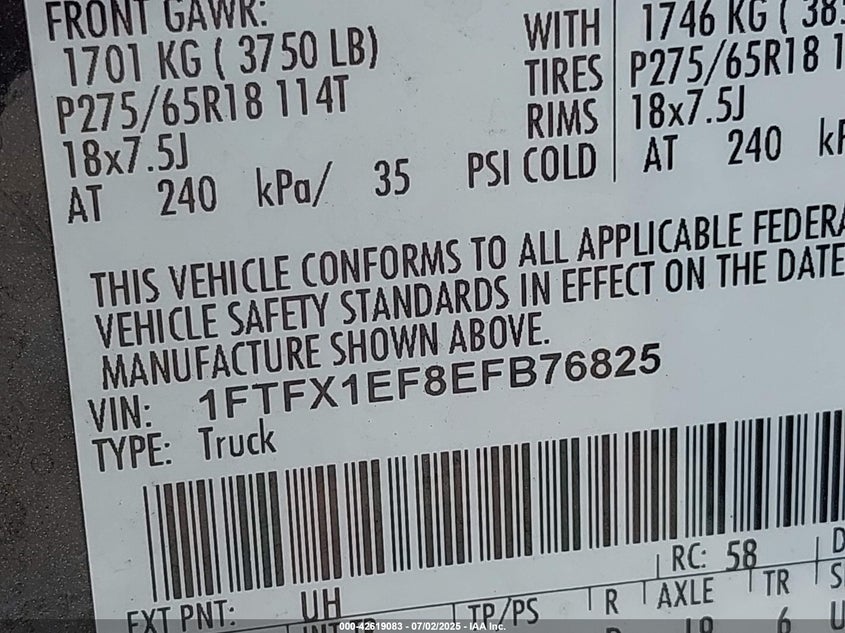 FRONT GAWR:
1701 KG ( 3750 LB)
P275/65R18 114T
18x7.5J
AT 240 kPa/ 35 PSI COLD
WITH
TIRES
RIMS
1746 KG ( 38
P275/65R18 1
18x7.5J
AT 240 kP
THIS VEHICLE CONFORMS TO ALL APPLICABLE FEDERA
VEHICLE SAFETY STANDARDS IN EFFECT ON THE DATE
MANUFACTURE SHOWN ABOVE.
VIN: 1FTFX1EF8EFB76825
TYPE: Truck
RC: 58
EXT PNT: UH
TP/PS R AXLE TR
6
000-42619083 - 07/02/2025 - IAA Inc.